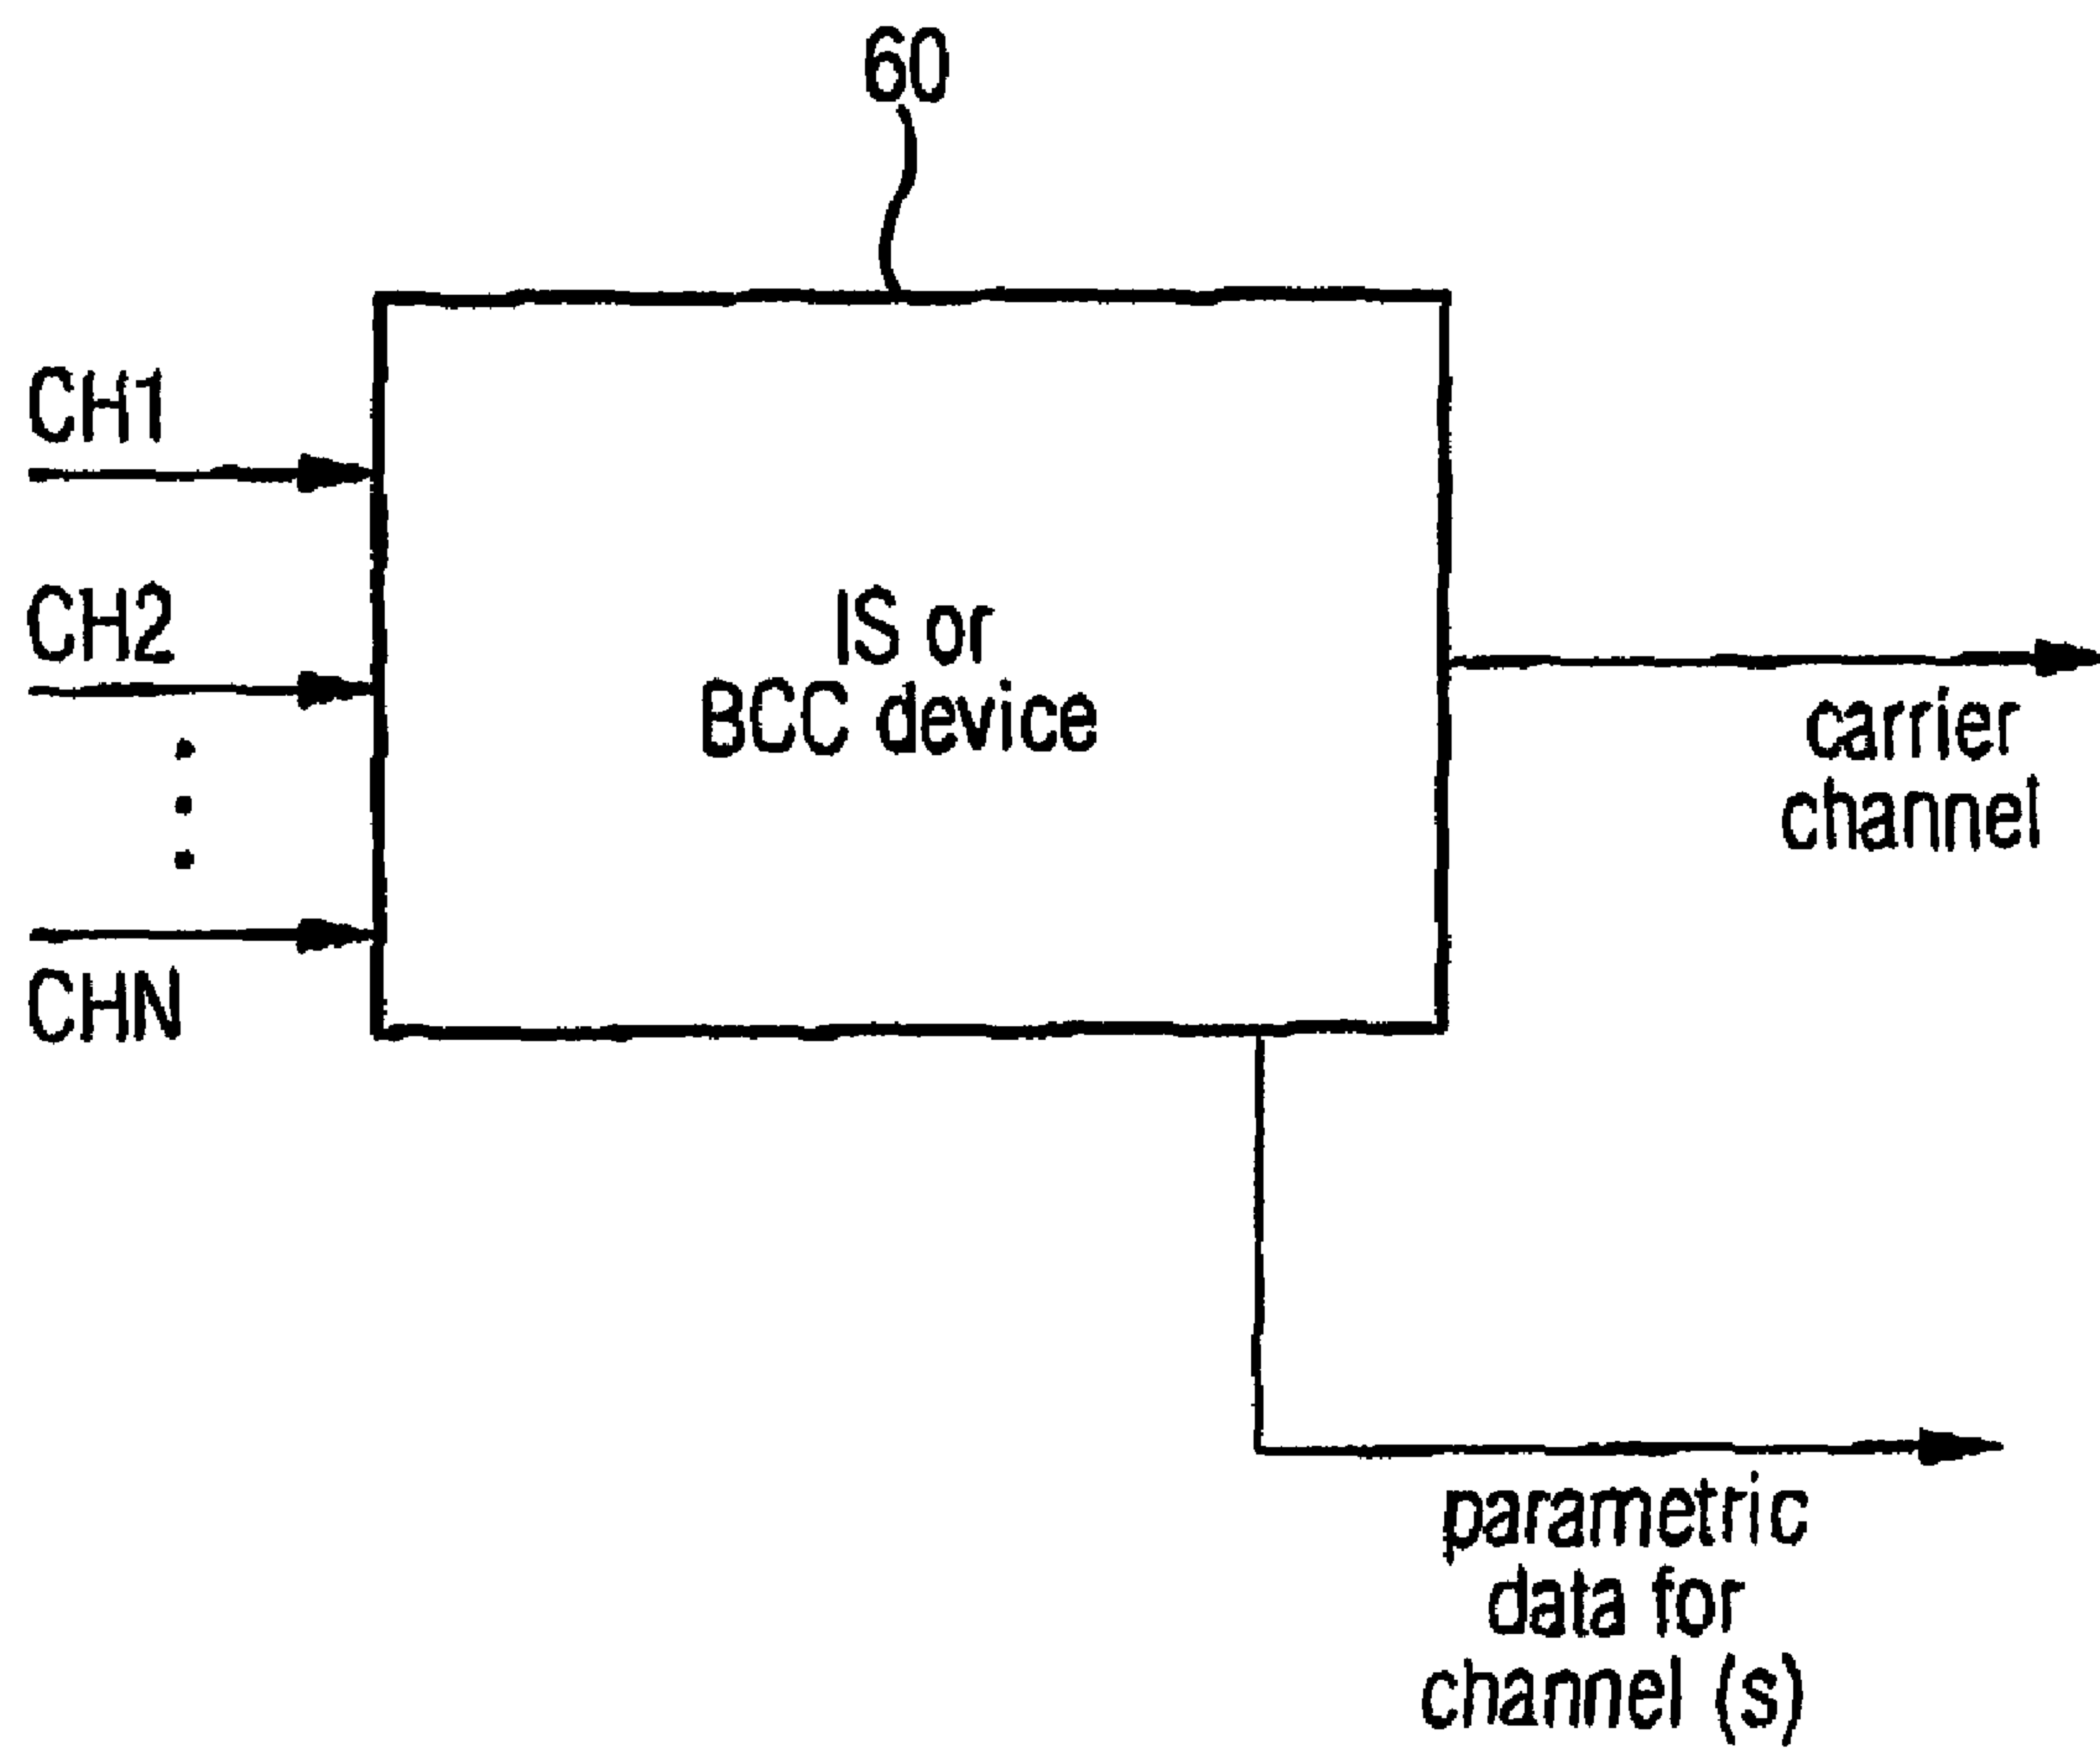 60
CH1
CH2
CHN
IS or
BCC device
carrier
channel
parametric
data for
channel (s)